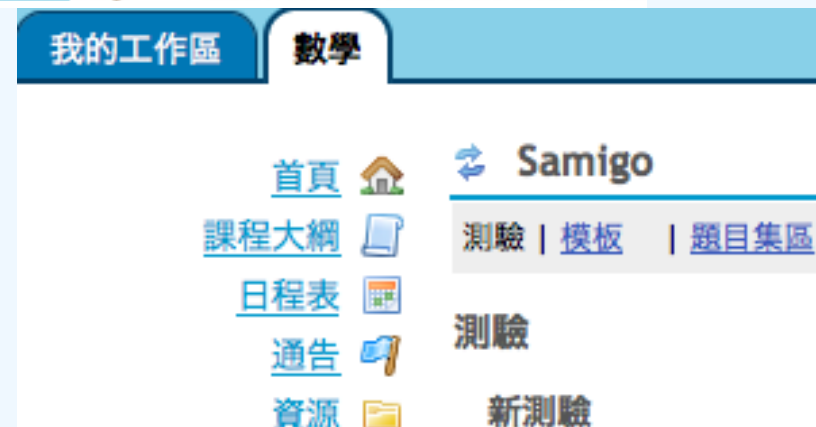 我的工作區 數學
首頁
課程大綱
日程表
通告
資源
Samigo
測驗 | 模板 | 題目集區
測驗
新測驗